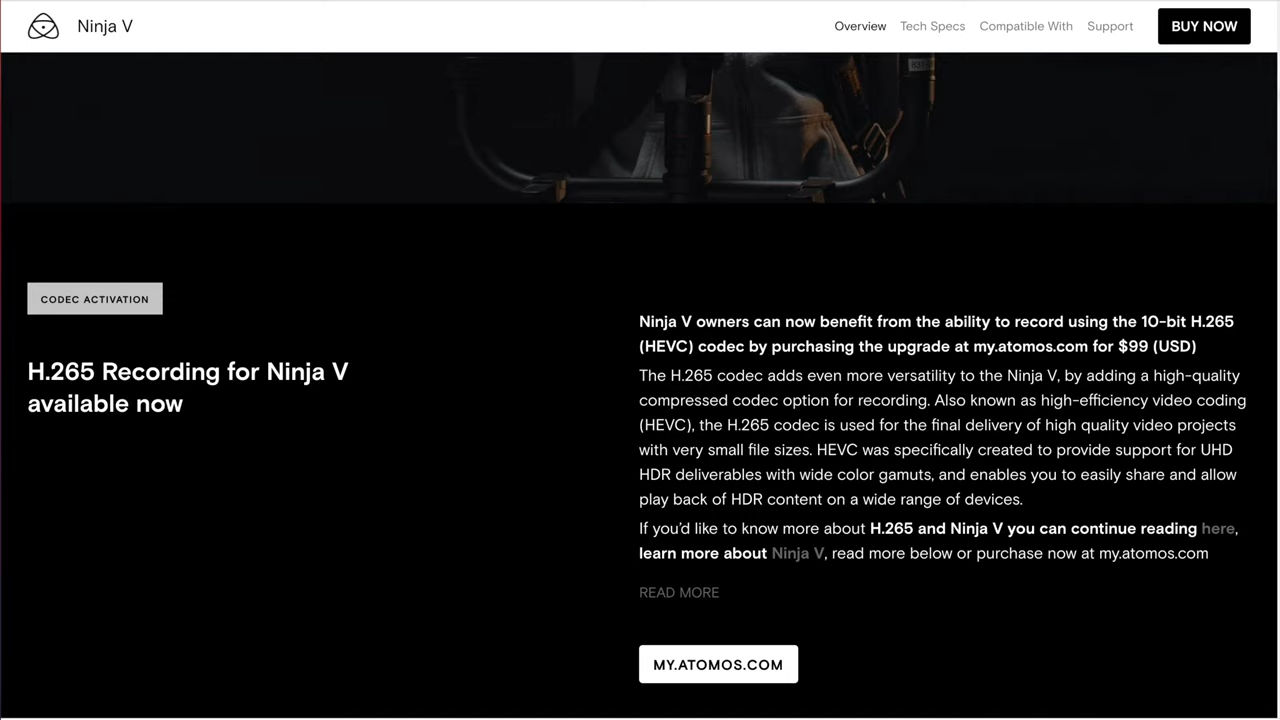 Ninja V
Overview
Tech Specs
Compatible With
Support
BUY NOW
CODEC ACTIVATION
H.265 Recording for Ninja V
available now
Ninja V owners can now benefit from the ability to record using the 10-bit H.265
(HEVC) codec by purchasing the upgrade at my.atomos.com for $99 (USD)
The H.265 codec adds even more versatility to the Ninja V, by adding a high-quality
compressed codec option for recording. Also known as high-efficiency video coding
(HEVC), the H.265 codec is used for the final delivery of high quality video projects
with very small file sizes. HEVC was specifically created to provide support for UHD
HDR deliverables with wide color gamuts, and enables you to easily share and allow
play back of HDR content on a wide range of devices.
If you’d like to know more about H.265 and Ninja V you can continue reading here,
learn more about Ninja V, read more below or purchase now at my.atomos.com
READ MORE
MY.ATOMOS.COM